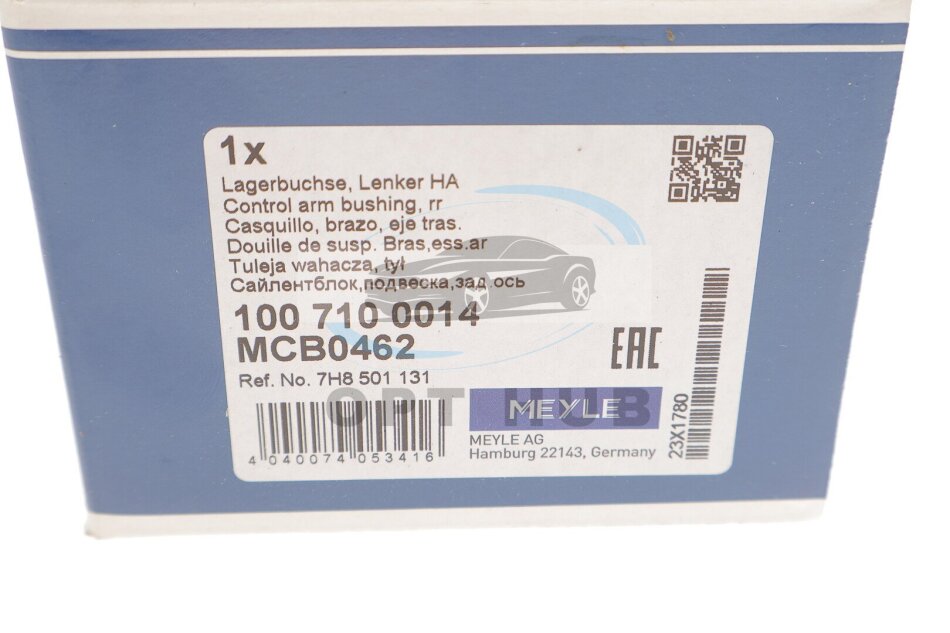 1x
Lagerbuchse, Lenker HA
Control arm bushing, rr
Casquillo, brazo, eje tras.
Douille de susp. Bras,ess.ar
Tuleja wahacza, tył
Сайлентблок,подвеска,зад.ось
100 710 0014
MCB0462
Ref. No. 7H8 501 131
EAC
OPT HUB
MEYLE
MEYLE AG
Hamburg 22143, Germany
4 040074 053416
23X1780